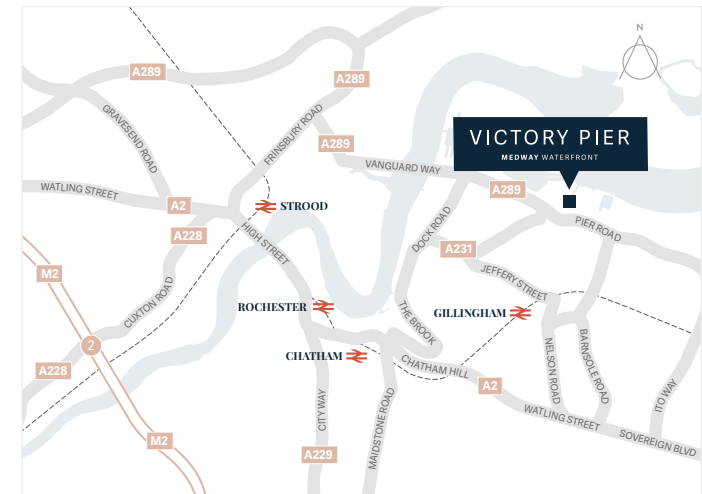 N
A289
A289
GRAVESEND ROAD
FRINSBURY ROAD
VICTORY PIER
MEDWAY WATERFRONT
A289
VANGUARD WAY
WATLING STREET
A289
A2
STROOD
DOCK ROAD
PIER ROAD
A228
HIGH STREET
A231
M2
JEFFERY STREET
CUXTON ROAD
ROCHESTER
THE BROOK
GILLINGHAM
2
CHATHAM
NELSON ROAD
BARNSOLE ROAD
A228
CHATHAM HILL
A2
CITY WAY
MAIDSTONE ROAD
ITO WAY
WATLING STREET
M2
SOVEREIGN BLVD
A229